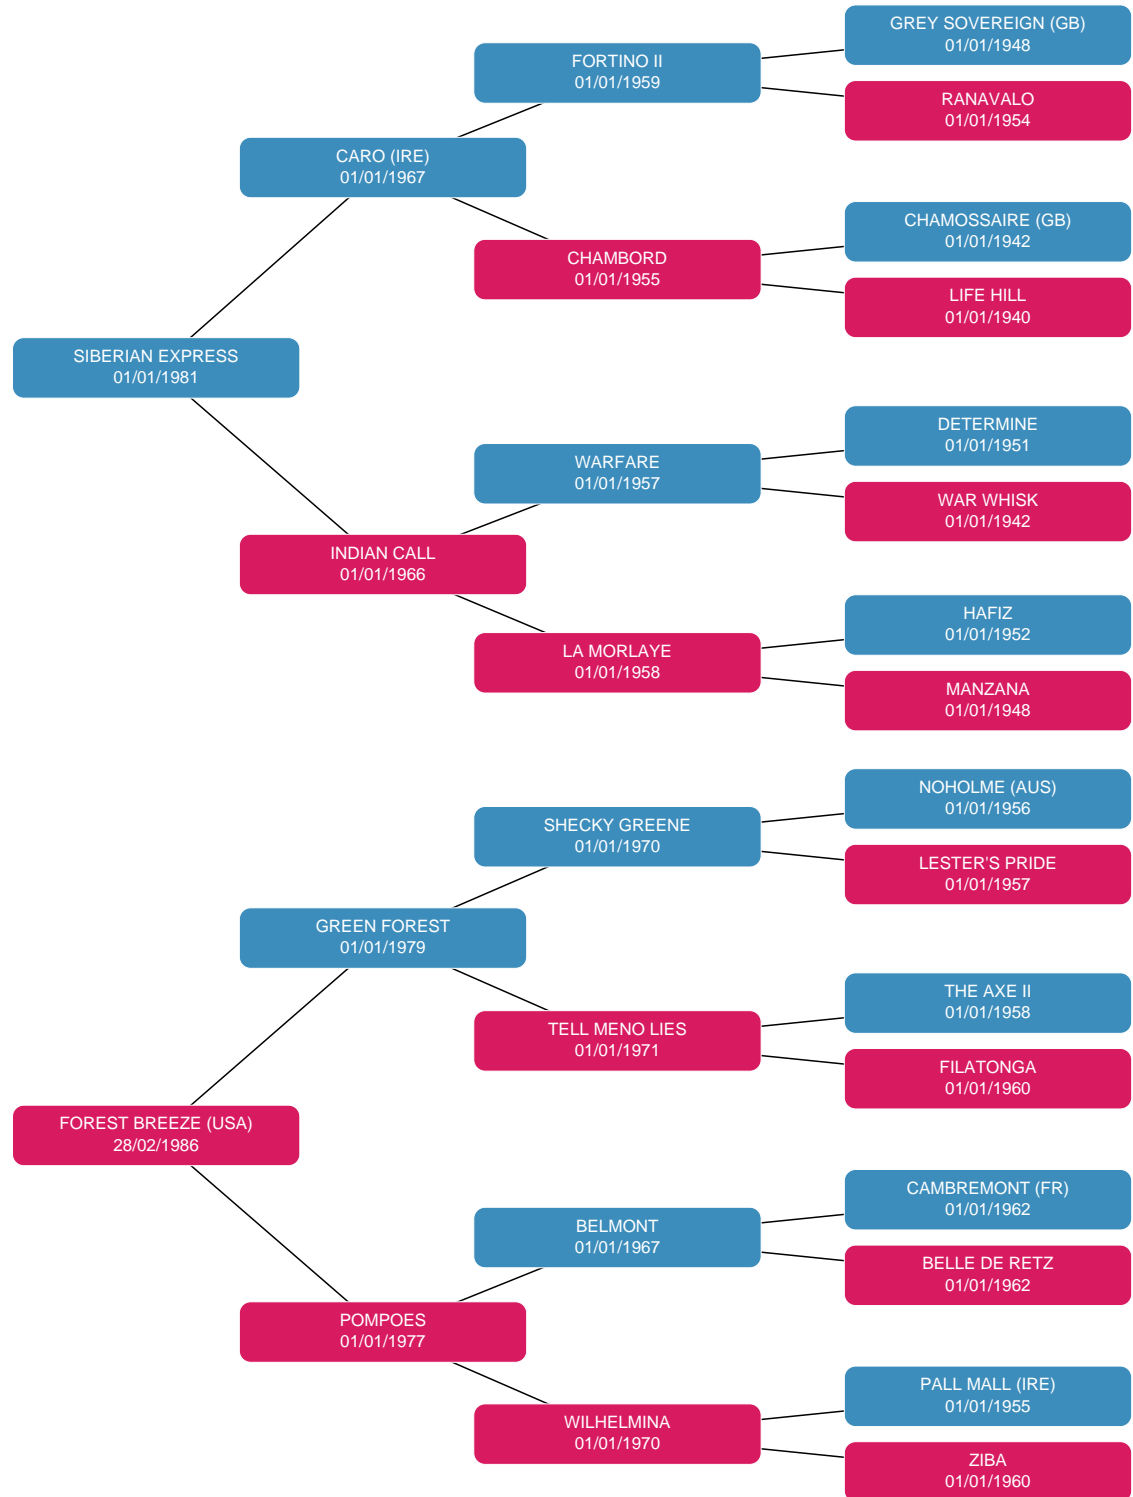 GREY SOVEREIGN (GB)
01/01/1948
FORTINO II
01/01/1959
RANAVALO
01/01/1954
CARO (IRE)
01/01/1967
CHAMOSSAIRE (GB)
01/01/1942
CHAMBORD
01/01/1955
LIFE HILL
01/01/1940
SIBERIAN EXPRESS
01/01/1981
DETERMINE
01/01/1951
WARFARE
01/01/1957
WAR WHISK
01/01/1942
INDIAN CALL
01/01/1966
HAFIZ
01/01/1952
LA MORLAYE
01/01/1958
MANZANA
01/01/1948
NOHOLME (AUS)
01/01/1956
SHECKY GREENE
01/01/1970
LESTER'S PRIDE
01/01/1957
GREEN FOREST
01/01/1979
THE AXE II
01/01/1958
TELL MENO LIES
01/01/1971
FILATONGA
01/01/1960
FOREST BREEZE (USA)
28/02/1986
CAMBREMONT (FR)
01/01/1962
BELMONT
01/01/1967
BELLE DE RETZ
01/01/1962
POMPOES
01/01/1977
PALL MALL (IRE)
01/01/1955
WILHELMINA
01/01/1970
ZIBA
01/01/1960